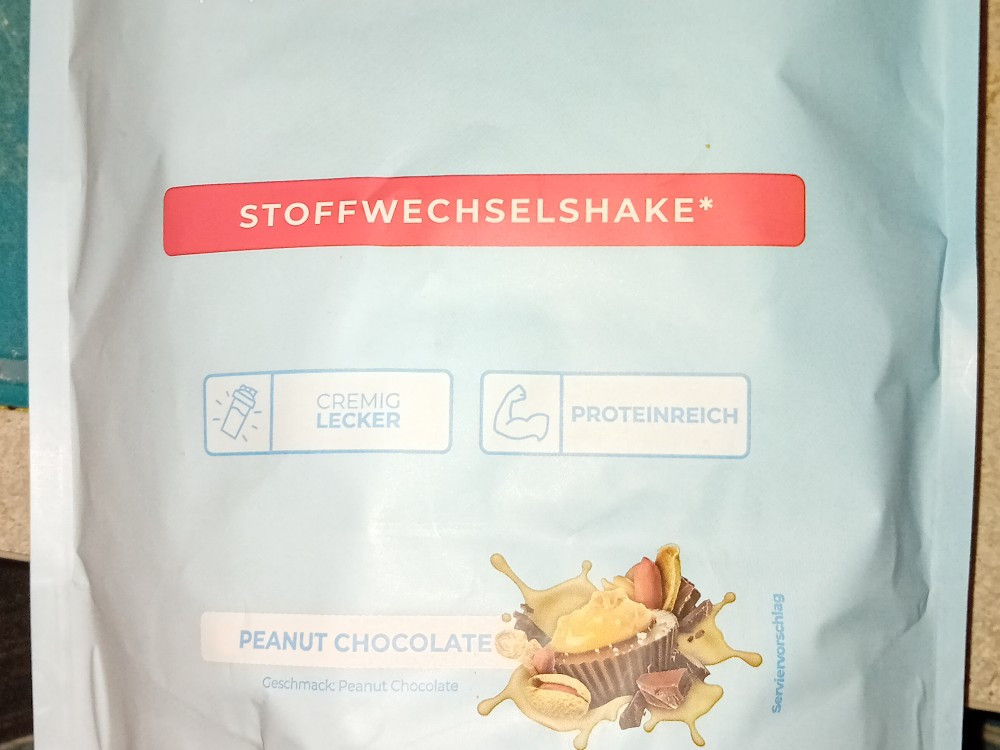 STOFFWECHSELSHAKE*
CREMIG
LECKER
PROTEINREICH
PEANUT CHOCOLATE
Geschmack: Peanut Chocolate
Serviervorschlag